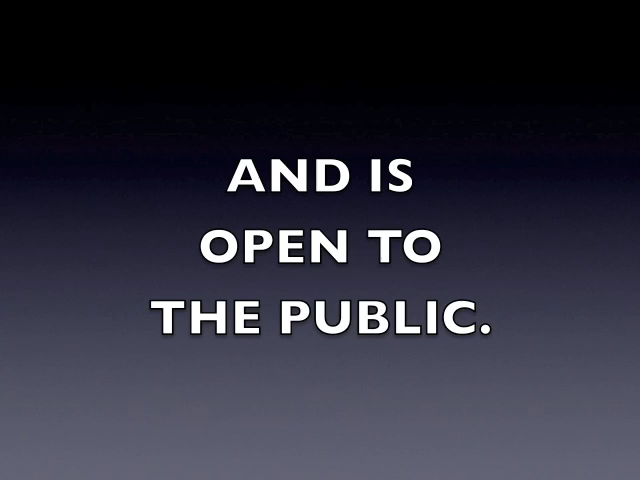 AND IS
OPEN TO
THE PUBLIC.